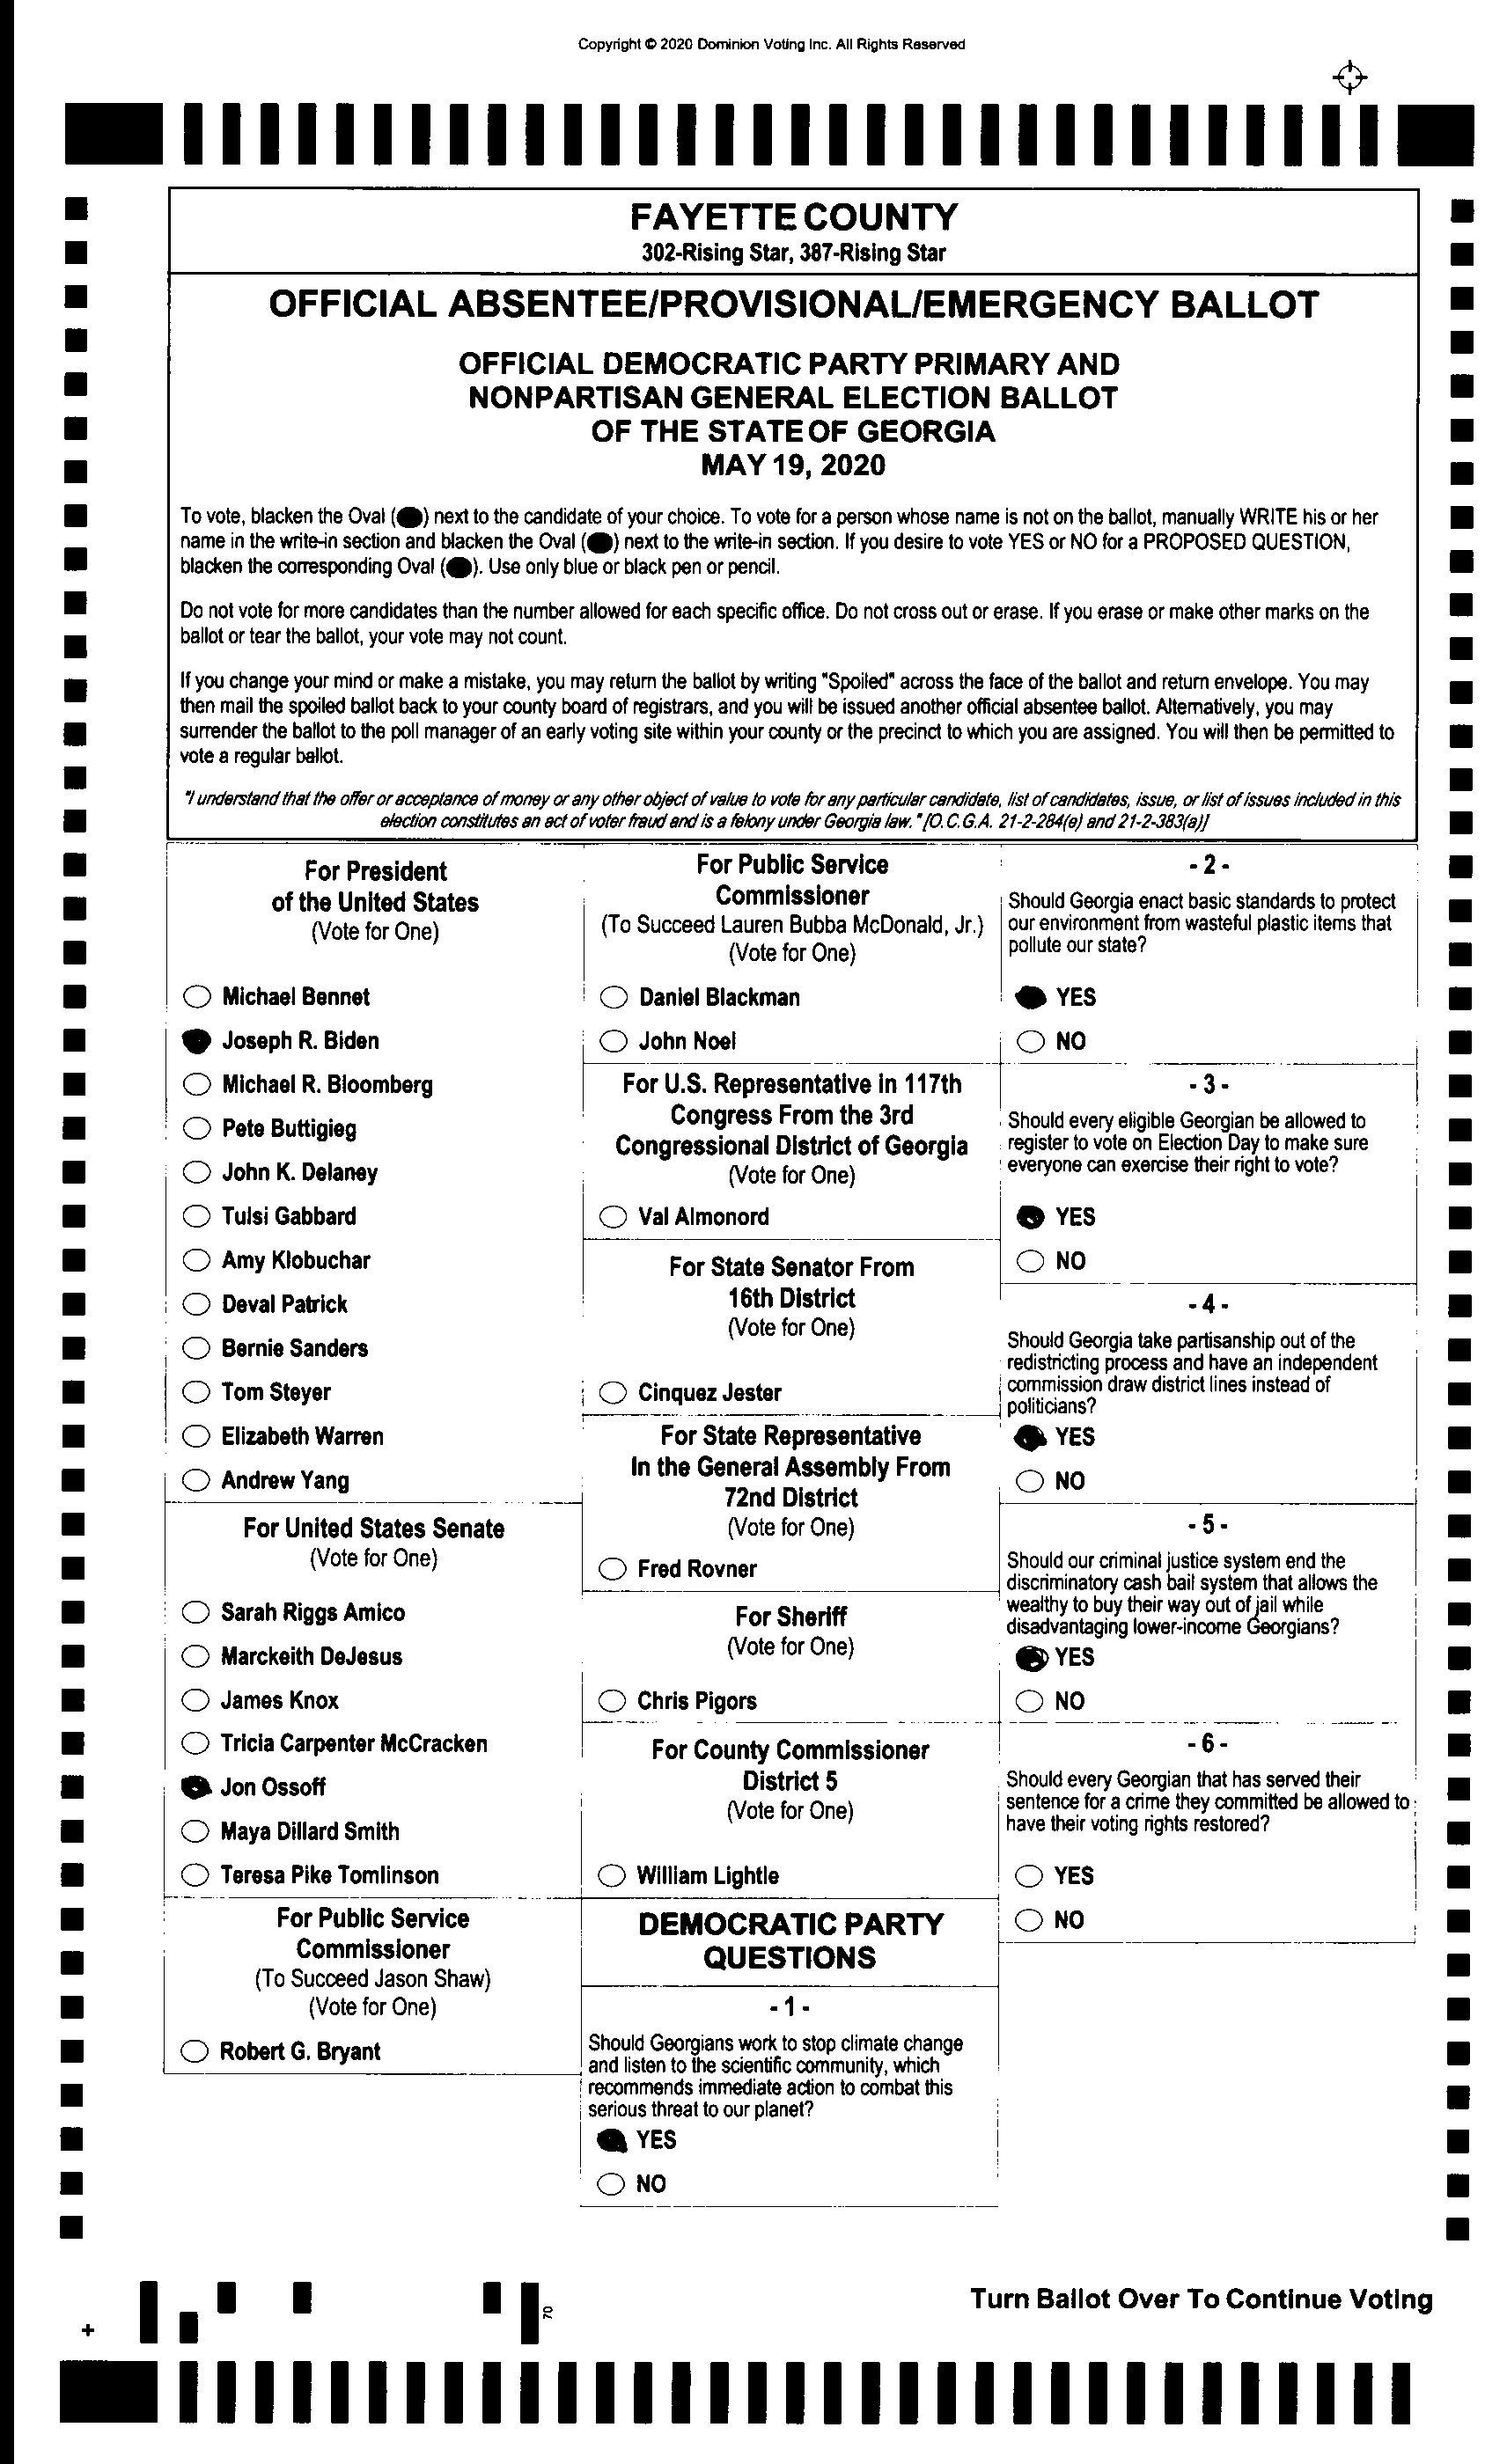 Copyright © 2020 Dominion Voting Inc. All Rights Reserved
FAYETTE COUNTY
302-Rising Star, 387-Rising Star
OFFICIAL ABSENTEE/PROVISIONAL/EMERGENCY BALLOT
OFFICIAL DEMOCRATIC PARTY PRIMARY AND
NONPARTISAN GENERAL ELECTION BALLOT
OF THE STATE OF GEORGIA
MAY 19, 2020
To vote, blacken the Oval (⬬) next to the candidate of your choice. To vote for a person whose name is not on the ballot, manually WRITE his or her
name in the write-in section and blacken the Oval (⬬) next to the write-in section. If you desire to vote YES or NO for a PROPOSED QUESTION,
blacken the corresponding Oval (⬬). Use only blue or black pen or pencil.
Do not vote for more candidates than the number allowed for each specific office. Do not cross out or erase. If you erase or make other marks on the
ballot or tear the ballot, your vote may not count.
If you change your mind or make a mistake, you may return the ballot by writing "Spoiled" across the face of the ballot and return envelope. You may
then mail the spoiled ballot back to your county board of registrars, and you will be issued another official absentee ballot. Alternatively, you may
surrender the ballot to the poll manager of an early voting site within your county or the precinct to which you are assigned. You will then be permitted to
vote a regular ballot.
"I understand that the offer or acceptance of money or any other object of value to vote for any particular candidate, list of candidates, issue, or list of issues included in this
election constitutes an act of voter fraud and is a felony under Georgia law." [O.C.G.A. 21-2-284(e) and 21-2-383(a)]
For President
of the United States
(Vote for One)
Michael Bennet
Joseph R. Biden
Michael R. Bloomberg
Pete Buttigieg
John K. Delaney
Tulsi Gabbard
Amy Klobuchar
Deval Patrick
Bernie Sanders
Tom Steyer
Elizabeth Warren
Andrew Yang
For United States Senate
(Vote for One)
Sarah Riggs Amico
Marckeith DeJesus
James Knox
Tricia Carpenter McCracken
Jon Ossoff
Maya Dillard Smith
Teresa Pike Tomlinson
For Public Service
Commissioner
(To Succeed Jason Shaw)
(Vote for One)
Robert G. Bryant
For Public Service
Commissioner
(To Succeed Lauren Bubba McDonald, Jr.)
(Vote for One)
Daniel Blackman
John Noel
For U.S. Representative in 117th
Congress From the 3rd
Congressional District of Georgia
(Vote for One)
Val Almonord
For State Senator From
16th District
(Vote for One)
Cinquez Jester
For State Representative
In the General Assembly From
72nd District
(Vote for One)
Fred Rovner
For Sheriff
(Vote for One)
Chris Pigors
For County Commissioner
District 5
(Vote for One)
William Lightle
DEMOCRATIC PARTY
QUESTIONS
- 1 -
Should Georgians work to stop climate change
and listen to the scientific community, which
recommends immediate action to combat this
serious threat to our planet?
YES
NO
- 2 -
Should Georgia enact basic standards to protect
our environment from wasteful plastic items that
pollute our state?
YES
NO
- 3 -
Should every eligible Georgian be allowed to
register to vote on Election Day to make sure
everyone can exercise their right to vote?
YES
NO
- 4 -
Should Georgia take partisanship out of the
redistricting process and have an independent
commission draw district lines instead of
politicians?
YES
NO
- 5 -
Should our criminal justice system end the
discriminatory cash bail system that allows the
wealthy to buy their way out of jail while
disadvantaging lower-income Georgians?
YES
NO
- 6 -
Should every Georgian that has served their
sentence for a crime they committed be allowed to
have their voting rights restored?
YES
NO
Turn Ballot Over To Continue Voting
70
+